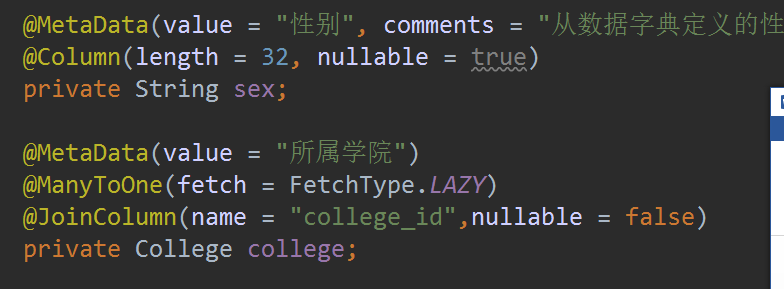 @MetaData(value = "性别", comments = "从数据字典定义的性
@Column(length = 32, nullable = true)
private String sex;
@MetaData(value = "所属学院")
@ManyToOne(fetch = FetchType.LAZY)
@JoinColumn(name = "college_id",nullable = false)
private College college;